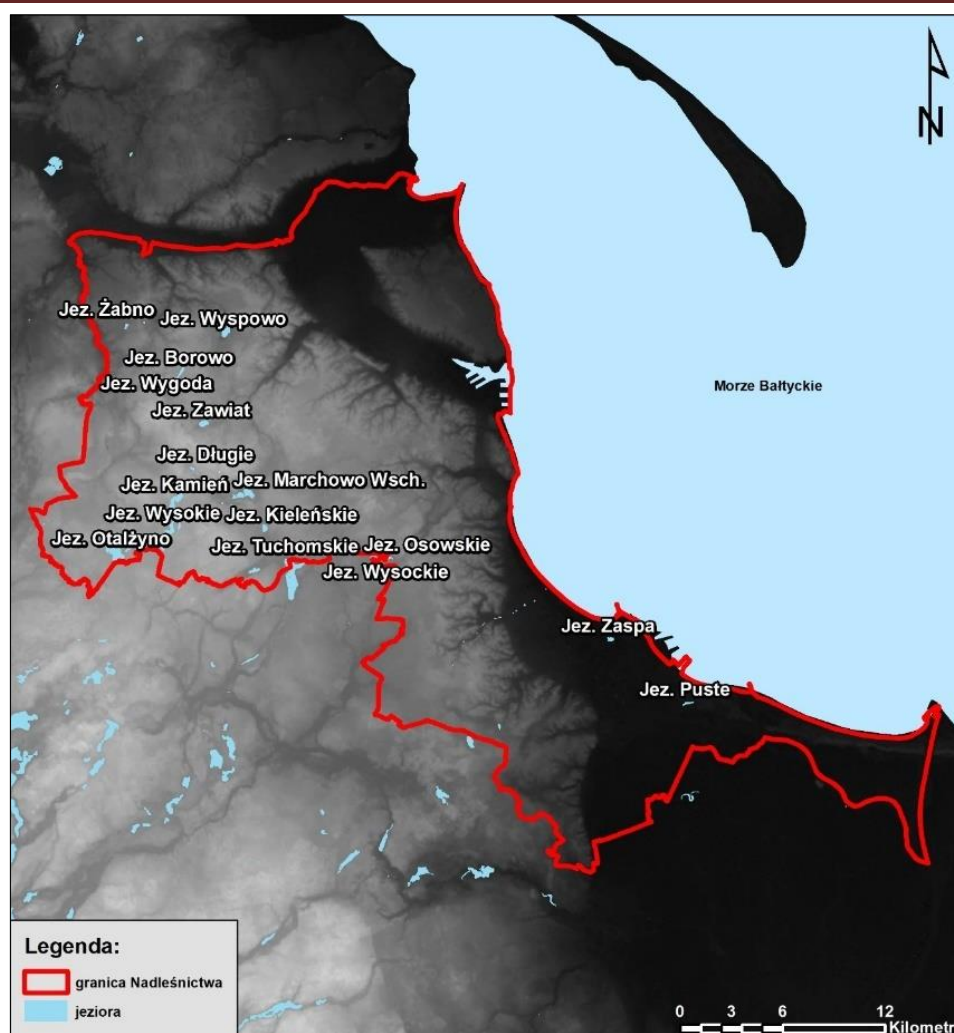 N
Jez. Żabno
Jez. Wyspowo
Jez. Borowo
Jez. Wygoda
Morze Bałtyckie
Jez. Zawiat
Jez. Długie
Jez. Kamień
Jez. Marchowo Wsch.
Jez. Wysokie
Jez. Kieleńskie
Jez. Otalżyno
Jez. Tuchomskie
Jez. Osowskie
Jez. Wysockie
Jez. Zaspa
Jez. Puste
Legenda:
granica Nadleśnictwa
jeziora
0 3 6 12
Kilometr